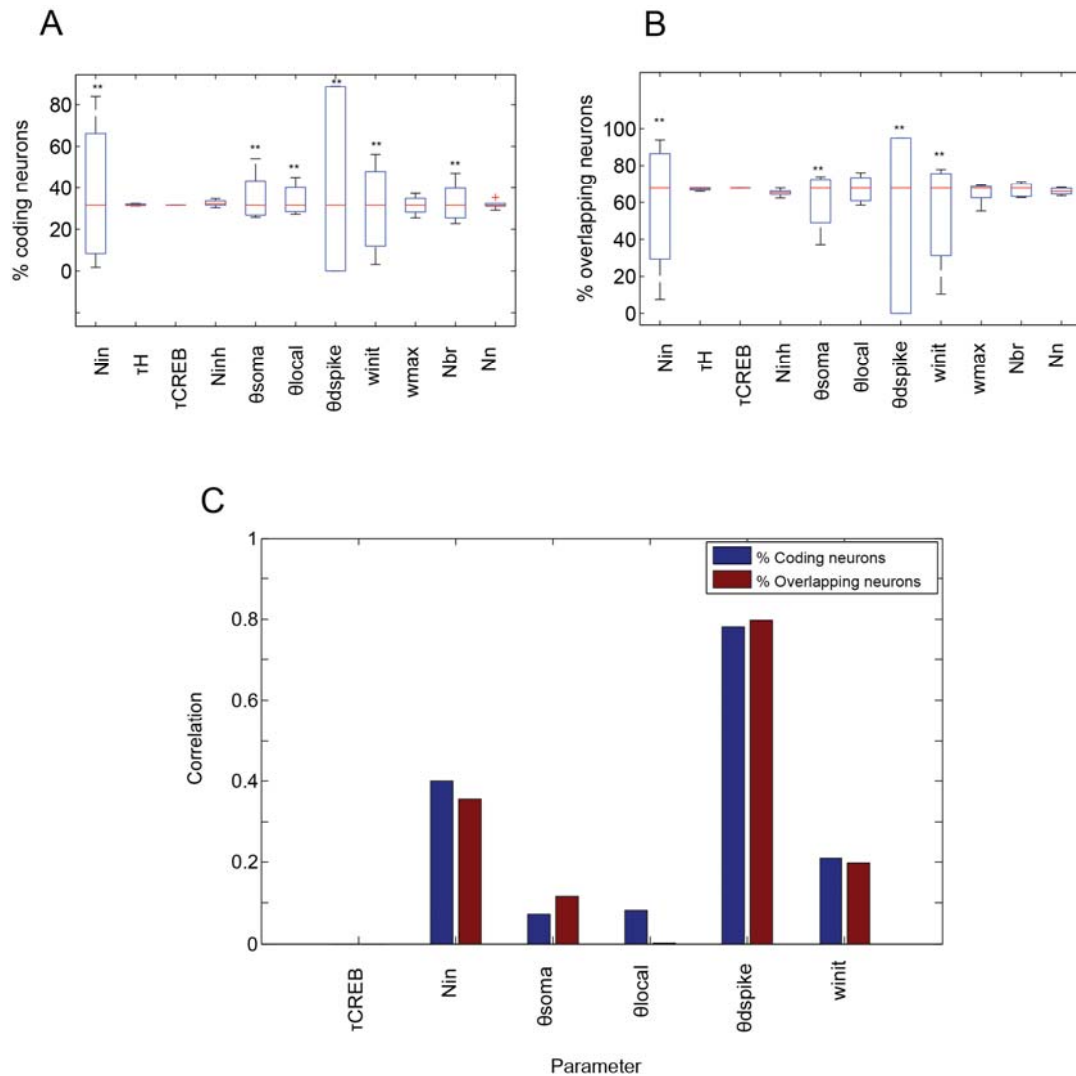 A
% coding neurons
80
60
40
20
0
**
**
**
**
**
**
Nin
τH
τCREB
Ninh
θsoma
θlocal
θdspike
winit
wmax
Nbr
Nn
B
% overlapping neurons
100
80
60
40
20
0
**
**
**
**
Nin
τH
τCREB
Ninh
θsoma
θlocal
θdspike
winit
wmax
Nbr
Nn
C
Correlation
1
0.8
0.6
0.4
0.2
0
% Coding neurons
% Overlapping neurons
τCREB
Nin
θsoma
θlocal
θdspike
winit
Parameter